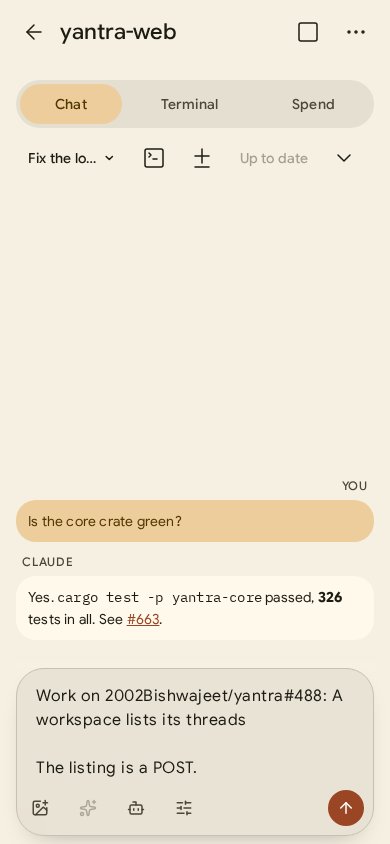 yantra-web
Chat
Terminal
Spend
Fix the lo...
Up to date
YOU
Is the core crate green?
CLAUDE
Yes. cargo test -p yantra-core passed, 326
tests in all. See #663.
Work on 2002Bishwajeet/yantra#488: A
workspace lists its threads
The listing is a POST.